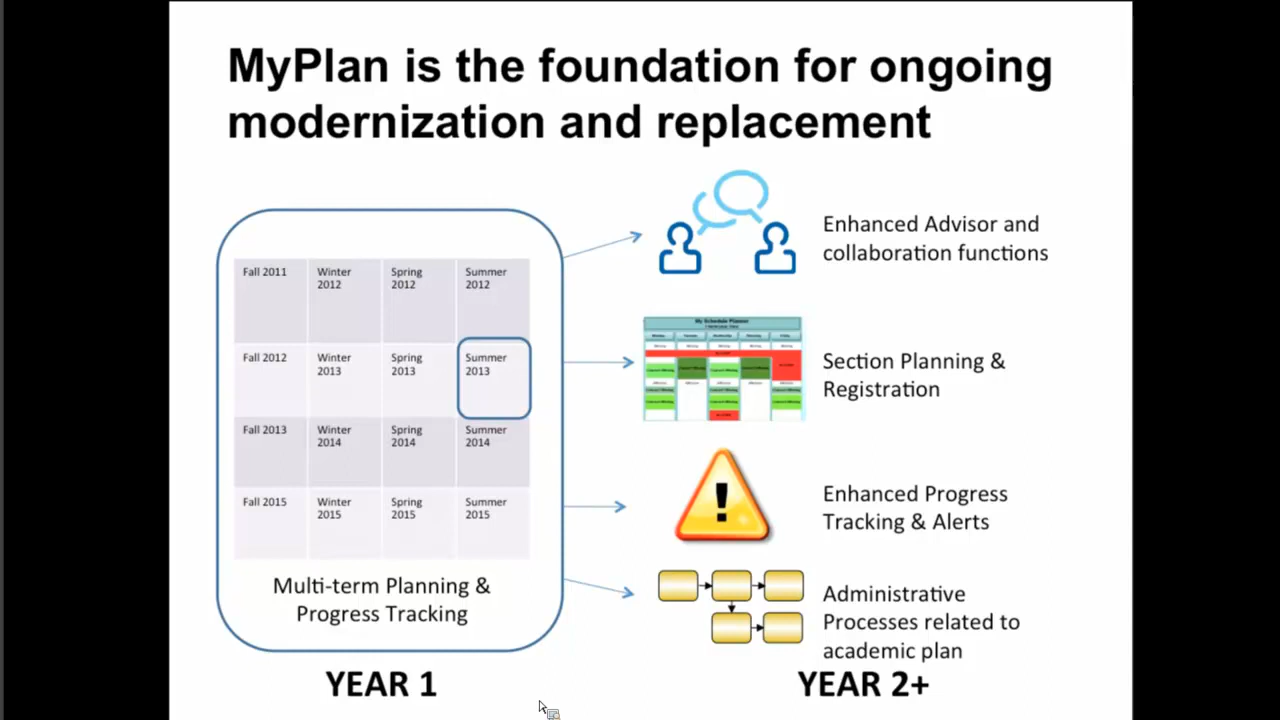 MyPlan is the foundation for ongoing
modernization and replacement
Fall 2011
Winter
2012
Spring
2012
Summer
2012
Fall 2012
Winter
2013
Spring
2013
Summer
2013
Fall 2013
Winter
2014
Spring
2014
Summer
2014
Fall 2015
Winter
2015
Spring
2015
Summer
2015
Multi-term Planning &
Progress Tracking
YEAR 1
Enhanced Advisor and
collaboration functions
My Schedule Planner
Section Planning &
Registration
!
Enhanced Progress
Tracking & Alerts
Administrative
Processes related to
academic plan
YEAR 2+